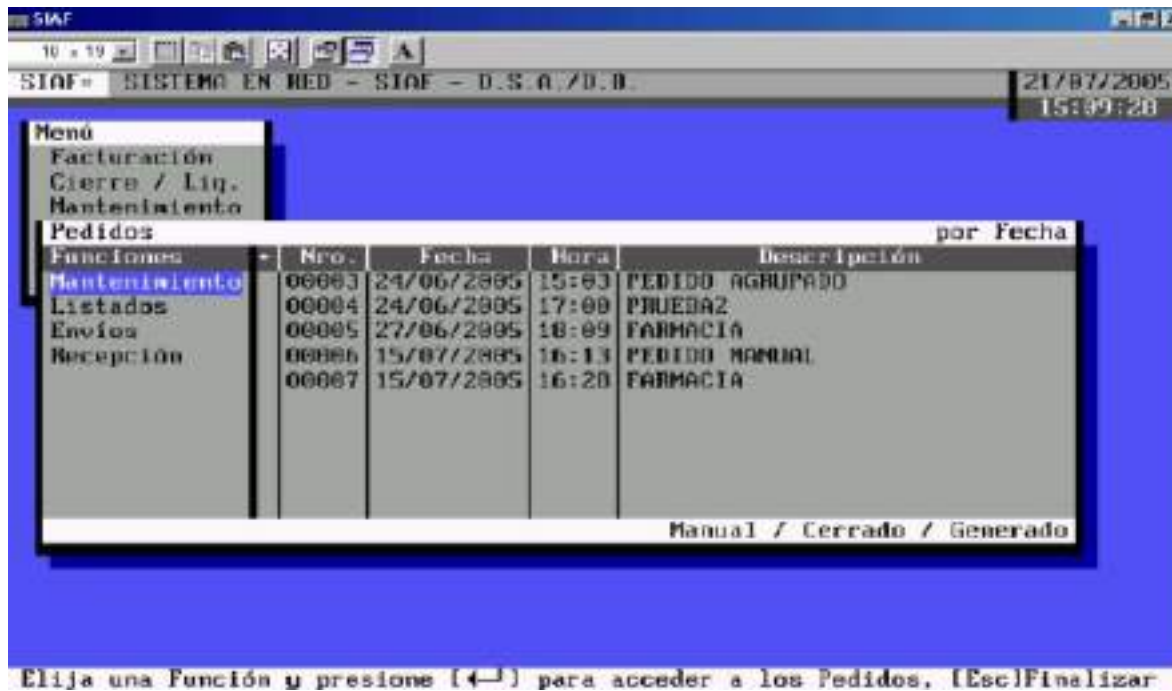 SIAF
10 x 19
A
SIAF= SISTEMA EN RED - SIAF - D.S.A./D.B. 21/07/2005
15:09:20
Menú
Facturación
Cierre / Liq.
Mantenimiento
Pedidos por Fecha
Funciones Nro. Fecha Hora Descripción
Mantenimiento 00003 24/06/2005 15:03 PEDIDO AGRUPADO
Listados 00004 24/06/2005 17:00 PRUEBA2
Envíos 00005 27/06/2005 18:09 FARMACIA
Recepción 00006 15/07/2005 16:13 PEDIDO MANUAL
00007 15/07/2005 16:20 FARMACIA
Manual / Cerrado / Generado
Elija una Función y presione [←┘] para acceder a los Pedidos, [Esc]Finalizar